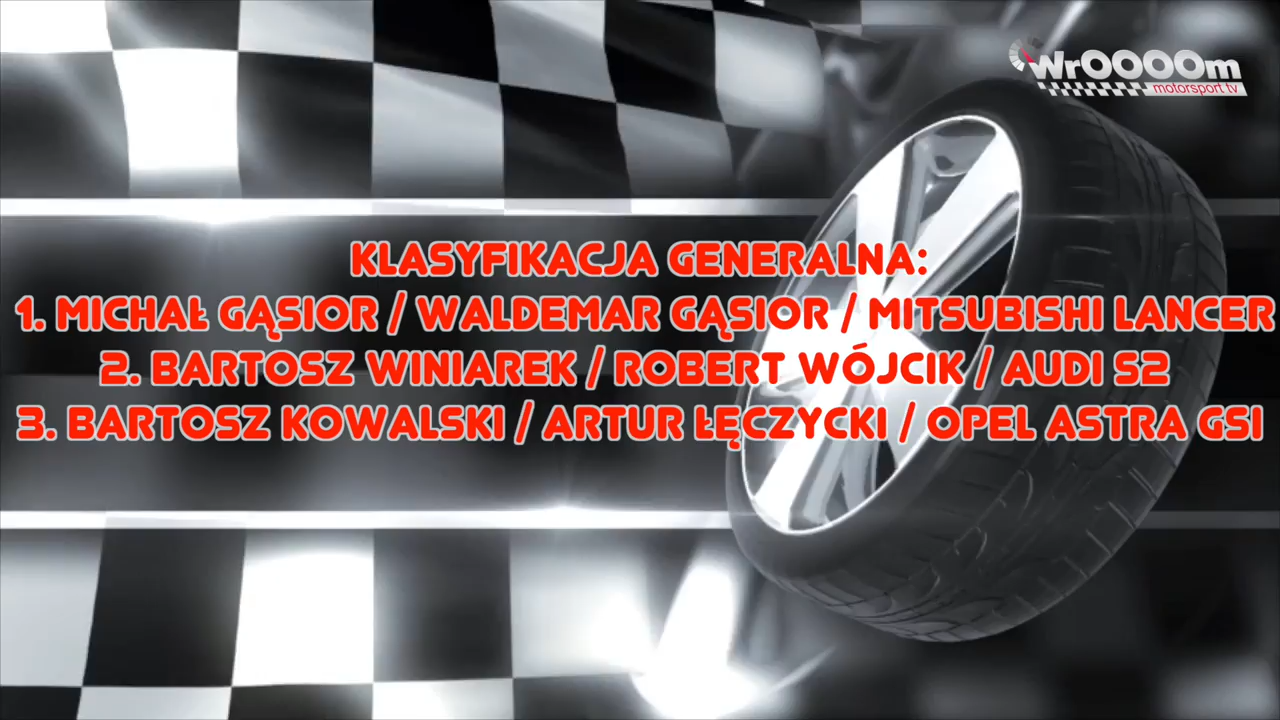 WrOOOOm
motorsport.tv
KLASYFIKACJA GENERALNA:
1. MICHAŁ GĄSIOR / WALDEMAR GĄSIOR / MITSUBISHI LANCER
2. BARTOSZ WINIAREK / ROBERT WÓJCIK / AUDI S2
3. BARTOSZ KOWALSKI / ARTUR ŁĘCZYCKI / OPEL ASTRA GSI